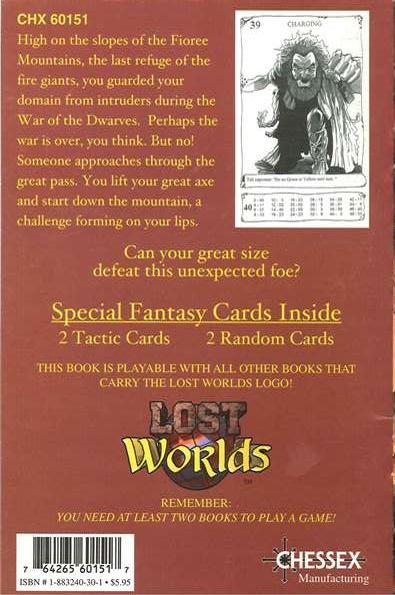 CHX 60151
High on the slopes of the Fioree
Mountains, the last refuge of the
fire giants, you guarded your
domain from intruders during the
War of the Dwarves. Perhaps the
war is over, you think. But no!
Someone approaches through the
great pass. You lift your great axe
and start down the mountain, a
challenge forming on your lips.
39 CHARGING
40
Can your great size
defeat this unexpected foe?
Special Fantasy Cards Inside
2 Tactic Cards 2 Random Cards
THIS BOOK IS PLAYABLE WITH ALL OTHER BOOKS THAT
CARRY THE LOST WORLDS LOGO!
LOST
Worlds
TM
REMEMBER:
YOU NEED AT LEAST TWO BOOKS TO PLAY A GAME!
7 64265 60151 7
ISBN # 1-883240-30-1 • $5.95
CHESSEX
Manufacturing